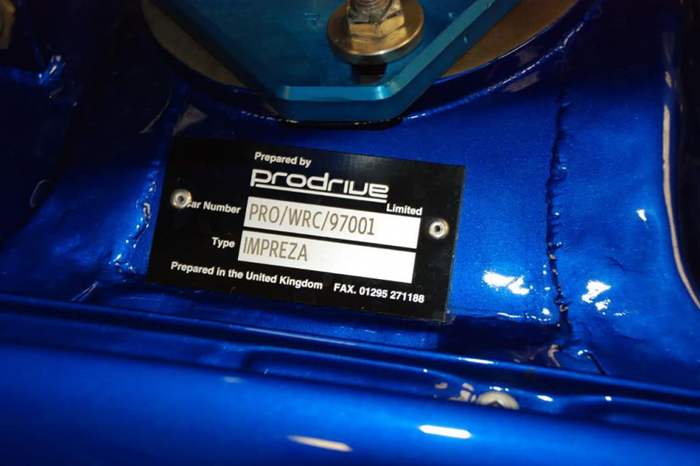 Prepared by
prodrive
Limited
Car Number PRO/WRC/97001
Type IMPREZA
Prepared in the United Kingdom FAX. 01295 271188